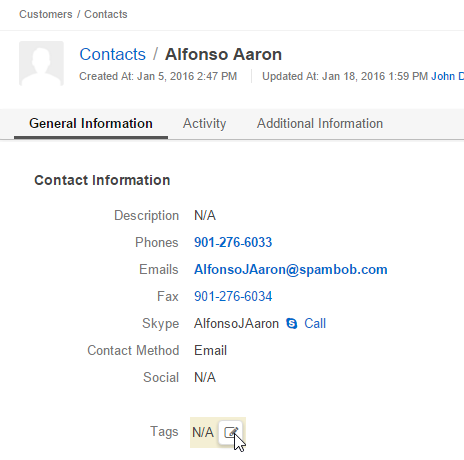 Customers / Contacts
Contacts / Alfonso Aaron
Created At: Jan 5, 2016 2:47 PM Updated At: Jan 18, 2016 1:59 PM John D
General Information Activity Additional Information
Contact Information
Description N/A
Phones 901-276-6033
Emails AlfonsoJAaron@spambob.com
Fax 901-276-6034
Skype AlfonsoJAaron Call
Contact Method Email
Social N/A
Tags N/A